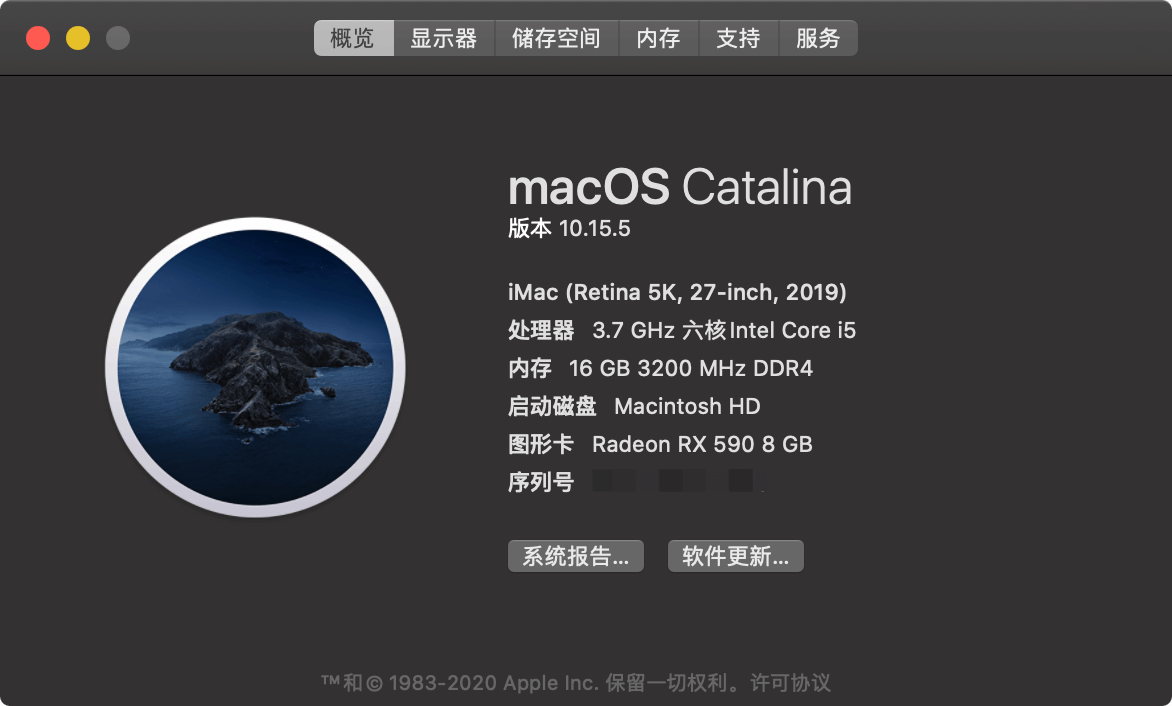 概览 显示器 储存空间 内存 支持 服务
macOS Catalina
版本 10.15.5
iMac (Retina 5K, 27-inch, 2019)
处理器 3.7 GHz 六核Intel Core i5
内存 16 GB 3200 MHz DDR4
启动磁盘 Macintosh HD
图形卡 Radeon RX 590 8 GB
序列号
系统报告... 软件更新...
™和© 1983-2020 Apple Inc. 保留一切权利。许可协议